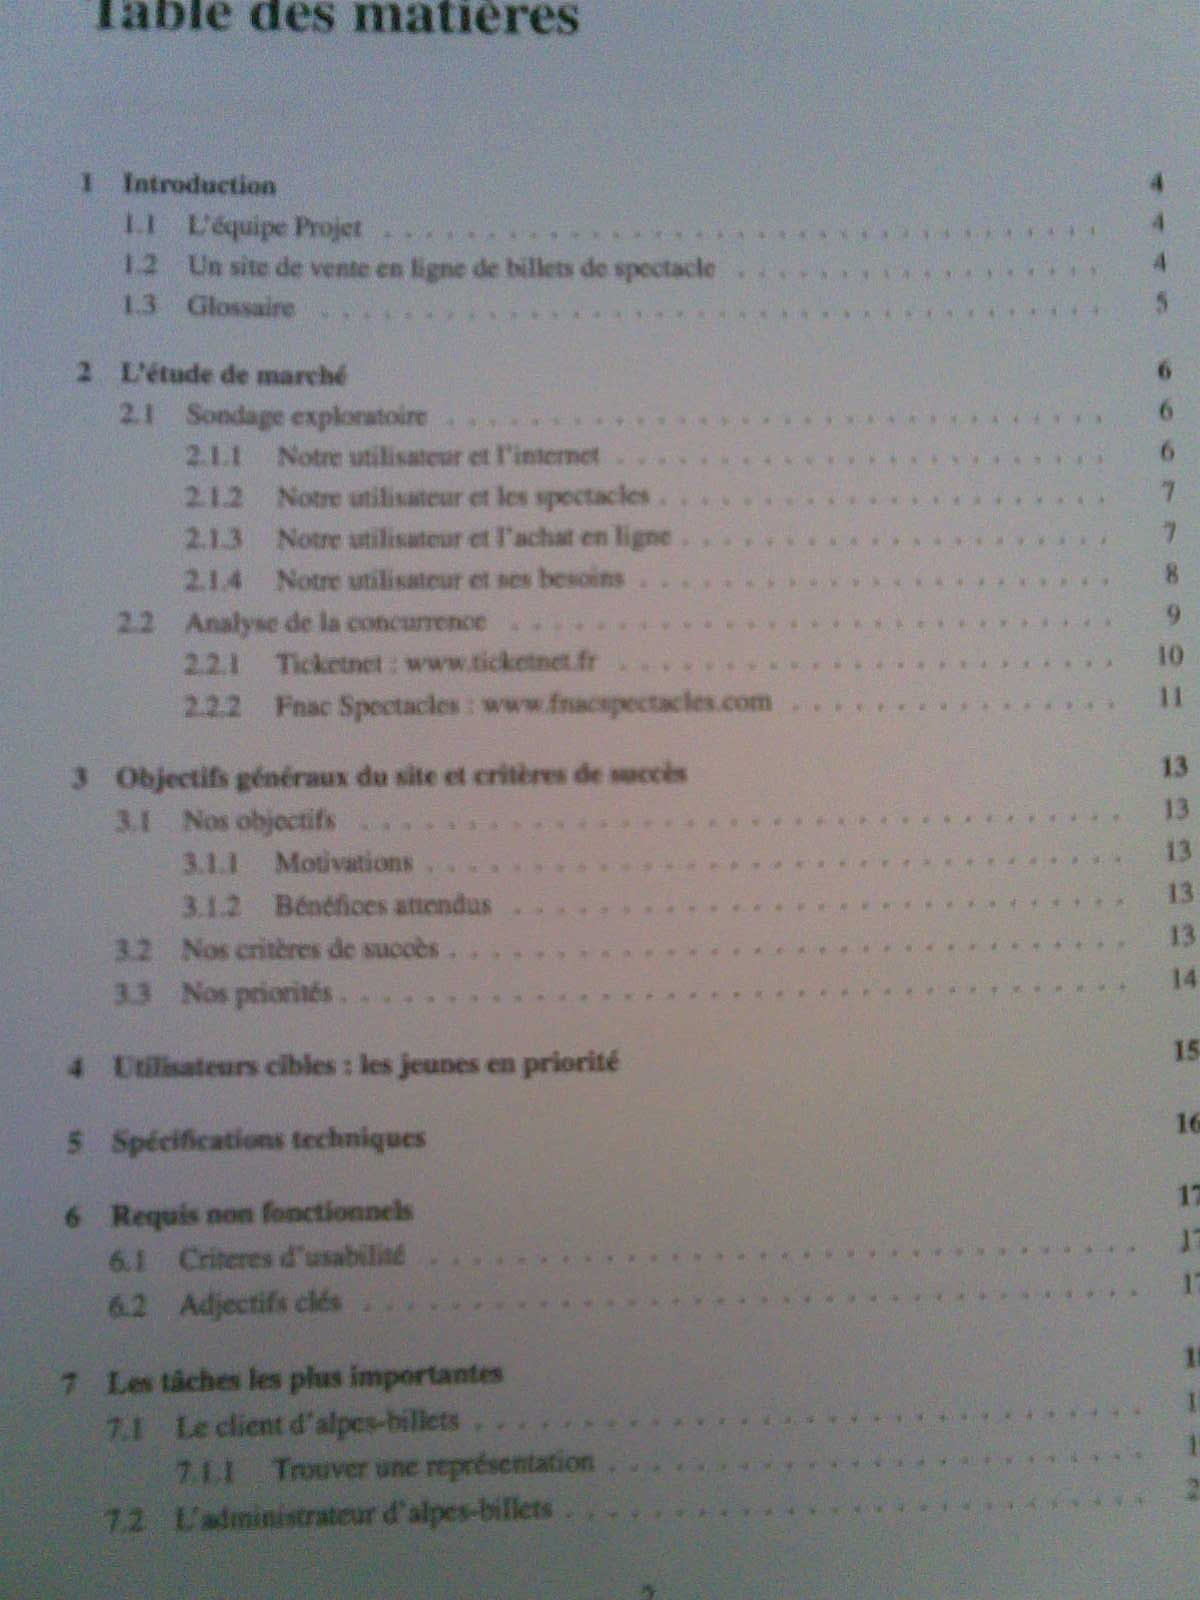 Table des matières
1 Introduction 4
1.1 L'équipe Projet . . . . . . . . . . . . . . . . . . . . 4
1.2 Un site de vente en ligne de billets de spectacle . . . . . . . . . . 4
1.3 Glossaire . . . . . . . . . . . . . . . . . . . . 5
2 L'étude de marché 6
2.1 Sondage exploratoire . . . . . . . . . . . . . . . . . . . . 6
2.1.1 Notre utilisateur et l'internet . . . . . . . . . . . . . . . 6
2.1.2 Notre utilisateur et les spectacles . . . . . . . . . . . . . . . 7
2.1.3 Notre utilisateur et l'achat en ligne . . . . . . . . . . . . . . . 7
2.1.4 Notre utilisateur et ses besoins . . . . . . . . . . . . . . . 8
2.2 Analyse de la concurrence . . . . . . . . . . . . . . . . . . . . 9
2.2.1 Ticketnet : www.ticketnet.fr . . . . . . . . . . . . . . . 10
2.2.2 Fnac Spectacles : www.fnacspectacles.com . . . . . . . . . . 11
3 Objectifs généraux du site et critères de succès 13
3.1 Nos objectifs . . . . . . . . . . . . . . . . . . . . 13
3.1.1 Motivations . . . . . . . . . . . . . . . . . . . . 13
3.1.2 Bénéfices attendus . . . . . . . . . . . . . . . . . . . . 13
3.2 Nos critères de succès . . . . . . . . . . . . . . . . . . . . 13
3.3 Nos priorités . . . . . . . . . . . . . . . . . . . . 14
4 Utilisateurs cibles : les jeunes en priorité 15
5 Spécifications techniques 16
6 Requis non fonctionnels 17
6.1 Criteres d'usabilité . . . . . . . . . . . . . . . . . . . . 17
6.2 Adjectifs clés . . . . . . . . . . . . . . . . . . . . 17
7 Les tâches les plus importantes
7.1 Le client d'alpes-billets . . . . . . . . . . . . . . . . . . . .
7.1.1 Trouver une représentation . . . . . . . . . . . . . . .
7.2 L'administrateur d'alpes-billets . . . . . . . . . . . . . . . . . . . .